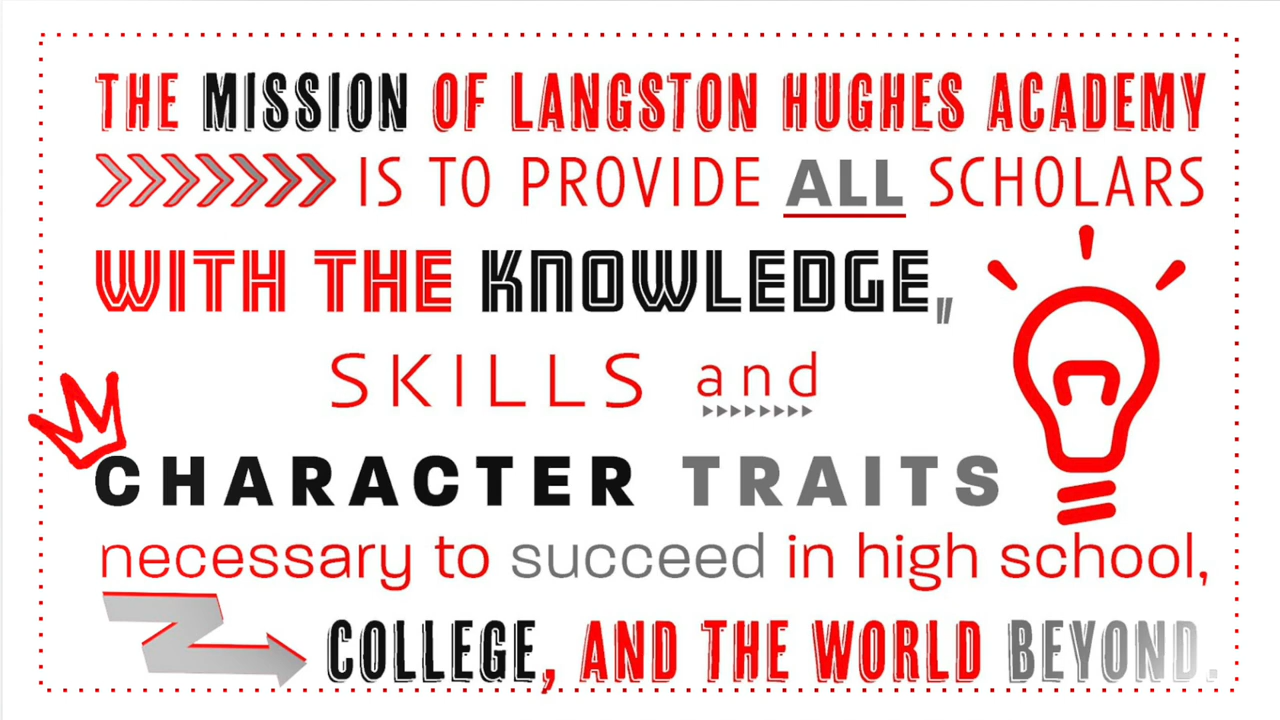 THE MISSION OF LANGSTON HUGHES ACADEMY
IS TO PROVIDE ALL SCHOLARS
WITH THE KNOWLEDGE,
SKILLS and
CHARACTER TRAITS
necessary to succeed in high school,
COLLEGE, AND THE WORLD BEYOND.